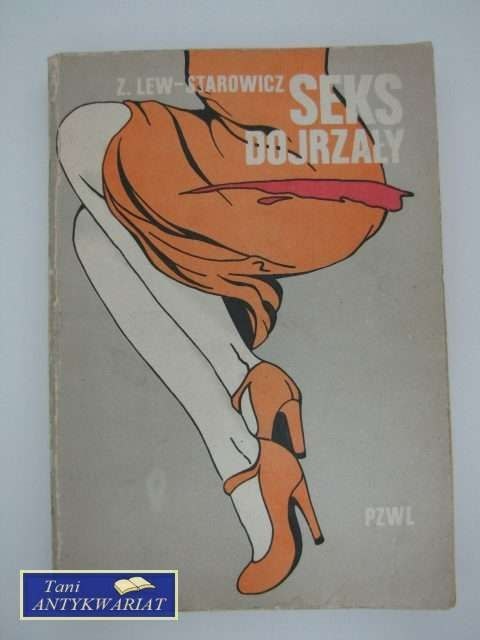 Z. LEW-STAROWICZ
SEKS
DOJRZAŁY
PZWL
Tani
ANTYKWARIAT